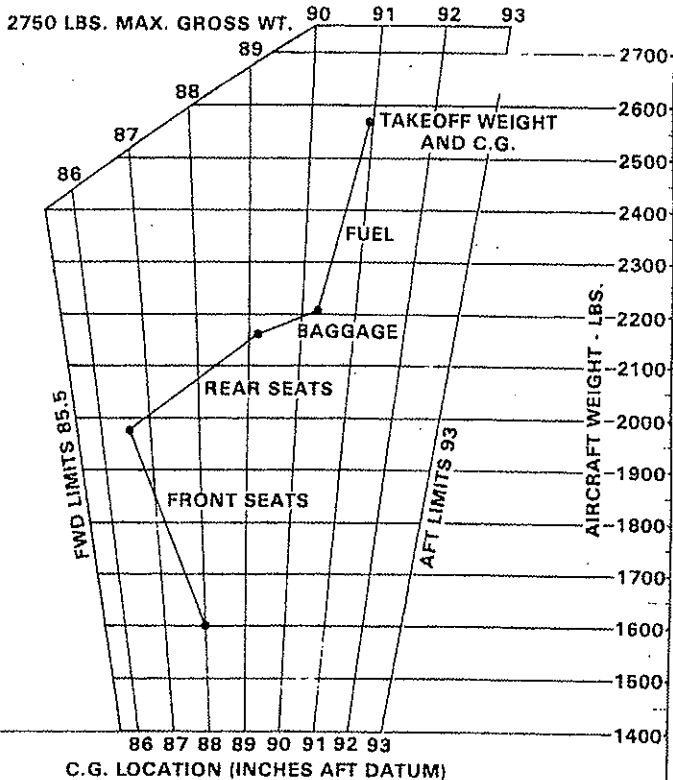 2750 LBS. MAX. GROSS WT.
90 91 92 93
89
88
87
86
2700
2600
2500
2400
2300
2200
2100
2000
1900
1800
1700
1600
1500
1400
TAKEOFF WEIGHT
AND C.G.
FUEL
BAGGAGE
REAR SEATS
FRONT SEATS
FWD LIMITS 85.5
AFT LIMITS 93
AIRCRAFT WEIGHT - LBS.
86 87 88 89 90 91 92 93
C.G. LOCATION (INCHES AFT DATUM)